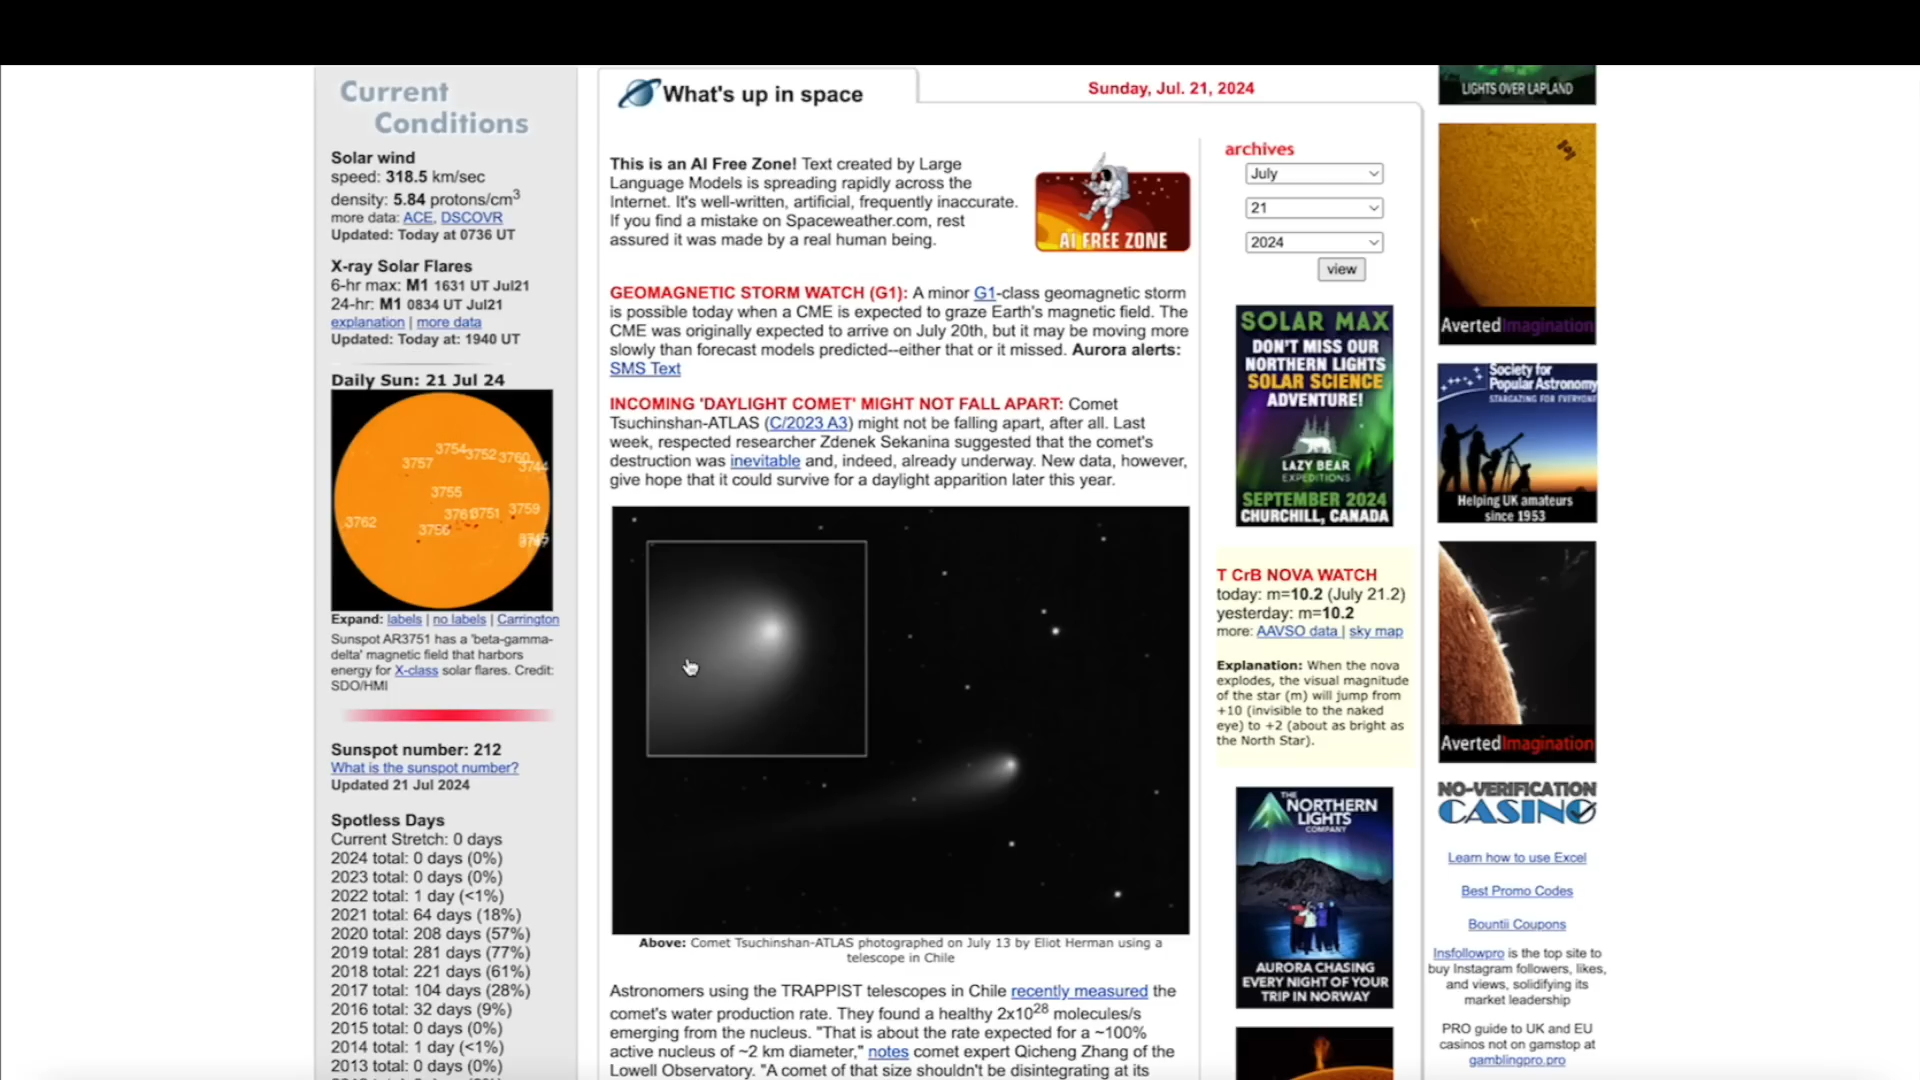 Current
Conditions
Solar wind
speed: 318.5 km/sec
density: 5.84 protons/cm3
more data: ACE, DSCOVR
Updated: Today at 0736 UT
X-ray Solar Flares
6-hr max: M1 1631 UT Jul21
24-hr: M1 0834 UT Jul21
explanation | more data
Updated: Today at: 1940 UT
Daily Sun: 21 Jul 24
3754
3752
3760
3757
3744
3755
3761
3751
3759
3762
3756
Expand: labels | no labels | Carrington
Sunspot AR3751 has a 'beta-gamma-
delta' magnetic field that harbors
energy for X-class solar flares. Credit:
SDO/HMI
Sunspot number: 212
What is the sunspot number?
Updated 21 Jul 2024
Spotless Days
Current Stretch: 0 days
2024 total: 0 days (0%)
2023 total: 0 days (0%)
2022 total: 1 day (<1%)
2021 total: 64 days (18%)
2020 total: 208 days (57%)
2019 total: 281 days (77%)
2018 total: 221 days (61%)
2017 total: 104 days (28%)
2016 total: 32 days (9%)
2015 total: 0 days (0%)
2014 total: 1 day (<1%)
2013 total: 0 days (0%)
What's up in space
Sunday, Jul. 21, 2024
This is an AI Free Zone! Text created by Large
Language Models is spreading rapidly across the
Internet. It's well-written, artificial, frequently inaccurate.
If you find a mistake on Spaceweather.com, rest
assured it was made by a real human being.
AI FREE ZONE
GEOMAGNETIC STORM WATCH (G1): A minor G1-class geomagnetic storm
is possible today when a CME is expected to graze Earth's magnetic field. The
CME was originally expected to arrive on July 20th, but it may be moving more
slowly than forecast models predicted--either that or it missed. Aurora alerts:
SMS Text
INCOMING 'DAYLIGHT COMET' MIGHT NOT FALL APART: Comet
Tsuchinshan-ATLAS (C/2023 A3) might not be falling apart, after all. Last
week, respected researcher Zdenek Sekanina suggested that the comet's
destruction was inevitable and, indeed, already underway. New data, however,
give hope that it could survive for a daylight apparition later this year.
Above: Comet Tsuchinshan-ATLAS photographed on July 13 by Eliot Herman using a
telescope in Chile
Astronomers using the TRAPPIST telescopes in Chile recently measured the
comet's water production rate. They found a healthy 2x1028 molecules/s
emerging from the nucleus. "That is about the rate expected for a ~100%
active nucleus of ~2 km diameter," notes comet expert Qicheng Zhang of the
Lowell Observatory. "A comet of that size shouldn't be disintegrating at its
archives
July
21
2024
view
SOLAR MAX
DON'T MISS OUR
NORTHERN LIGHTS
SOLAR SCIENCE
ADVENTURE!
LAZY BEAR
EXPEDITIONS
SEPTEMBER 2024
CHURCHILL, CANADA
T CrB NOVA WATCH
today: m=10.2 (July 21.2)
yesterday: m=10.2
more: AAVSO data | sky map
Explanation: When the nova
explodes, the visual magnitude
of the star (m) will jump from
+10 (invisible to the naked
eye) to +2 (about as bright as
the North Star).
THE
NORTHERN
LIGHTS
COMPANY
AURORA CHASING
EVERY NIGHT OF YOUR
TRIP IN NORWAY
LIGHTS OVER LAPLAND
AvertedImagination
Society for
Popular Astronomy
STARGAZING FOR EVERYONE
Helping UK amateurs
since 1953
AvertedImagination
NO-VERIFICATION
CASINO
Learn how to use Excel
Best Promo Codes
Bountii Coupons
Insfollowpro is the top site to
buy Instagram followers, likes,
and views, solidifying its
market leadership
PRO guide to UK and EU
casinos not on gamstop at
gamblingpro.pro